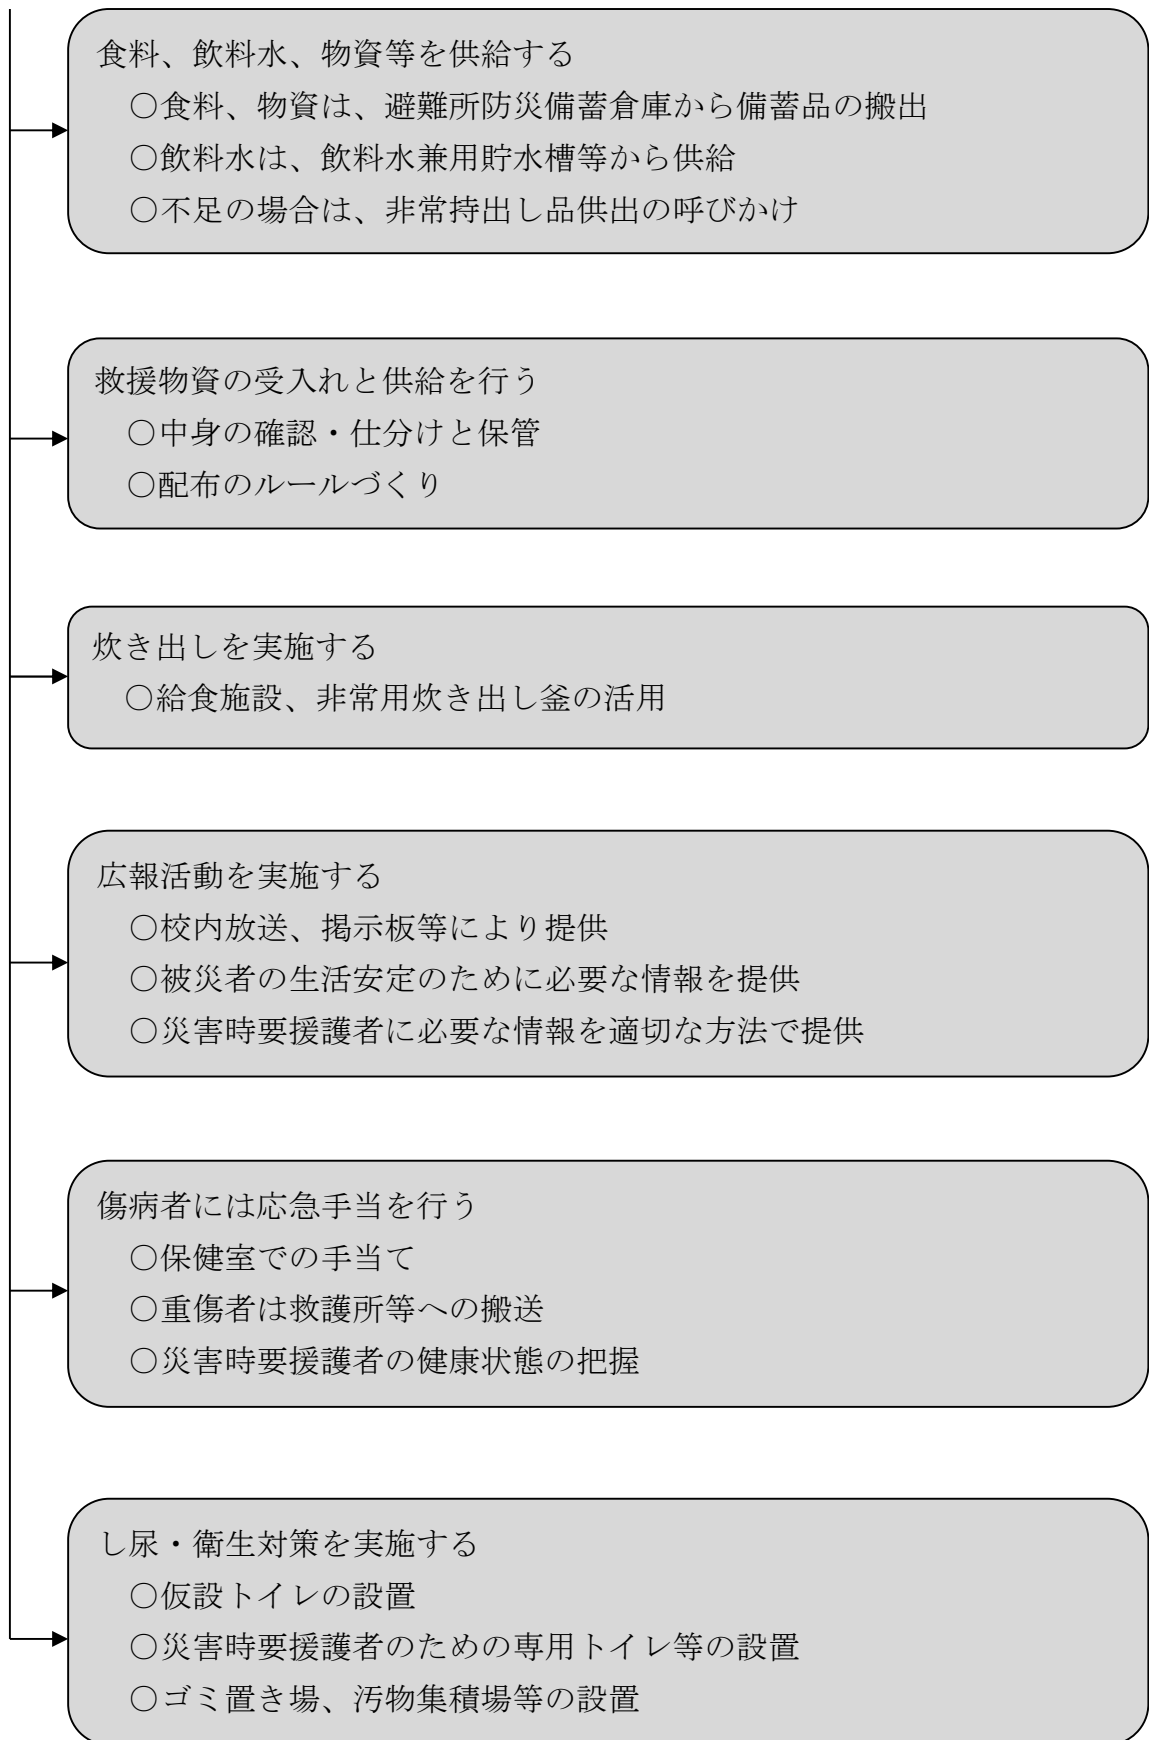 食料、飲料水、物資等を供給する
○食料、物資は、避難所防災備蓄倉庫から備蓄品の搬出
○飲料水は、飲料水兼用貯水槽等から供給
○不足の場合は、非常持出し品供出の呼びかけ
救援物資の受入れと供給を行う
○中身の確認・仕分けと保管
○配布のルールづくり
炊き出しを実施する
○給食施設、非常用炊き出し釜の活用
広報活動を実施する
○校内放送、掲示板等により提供
○被災者の生活安定のために必要な情報を提供
○災害時要援護者に必要な情報を適切な方法で提供
傷病者には応急手当を行う
○保健室での手当て
○重傷者は救護所等への搬送
○災害時要援護者の健康状態の把握
し尿・衛生対策を実施する
○仮設トイレの設置
○災害時要援護者のための専用トイレ等の設置
○ゴミ置き場、汚物集積場等の設置